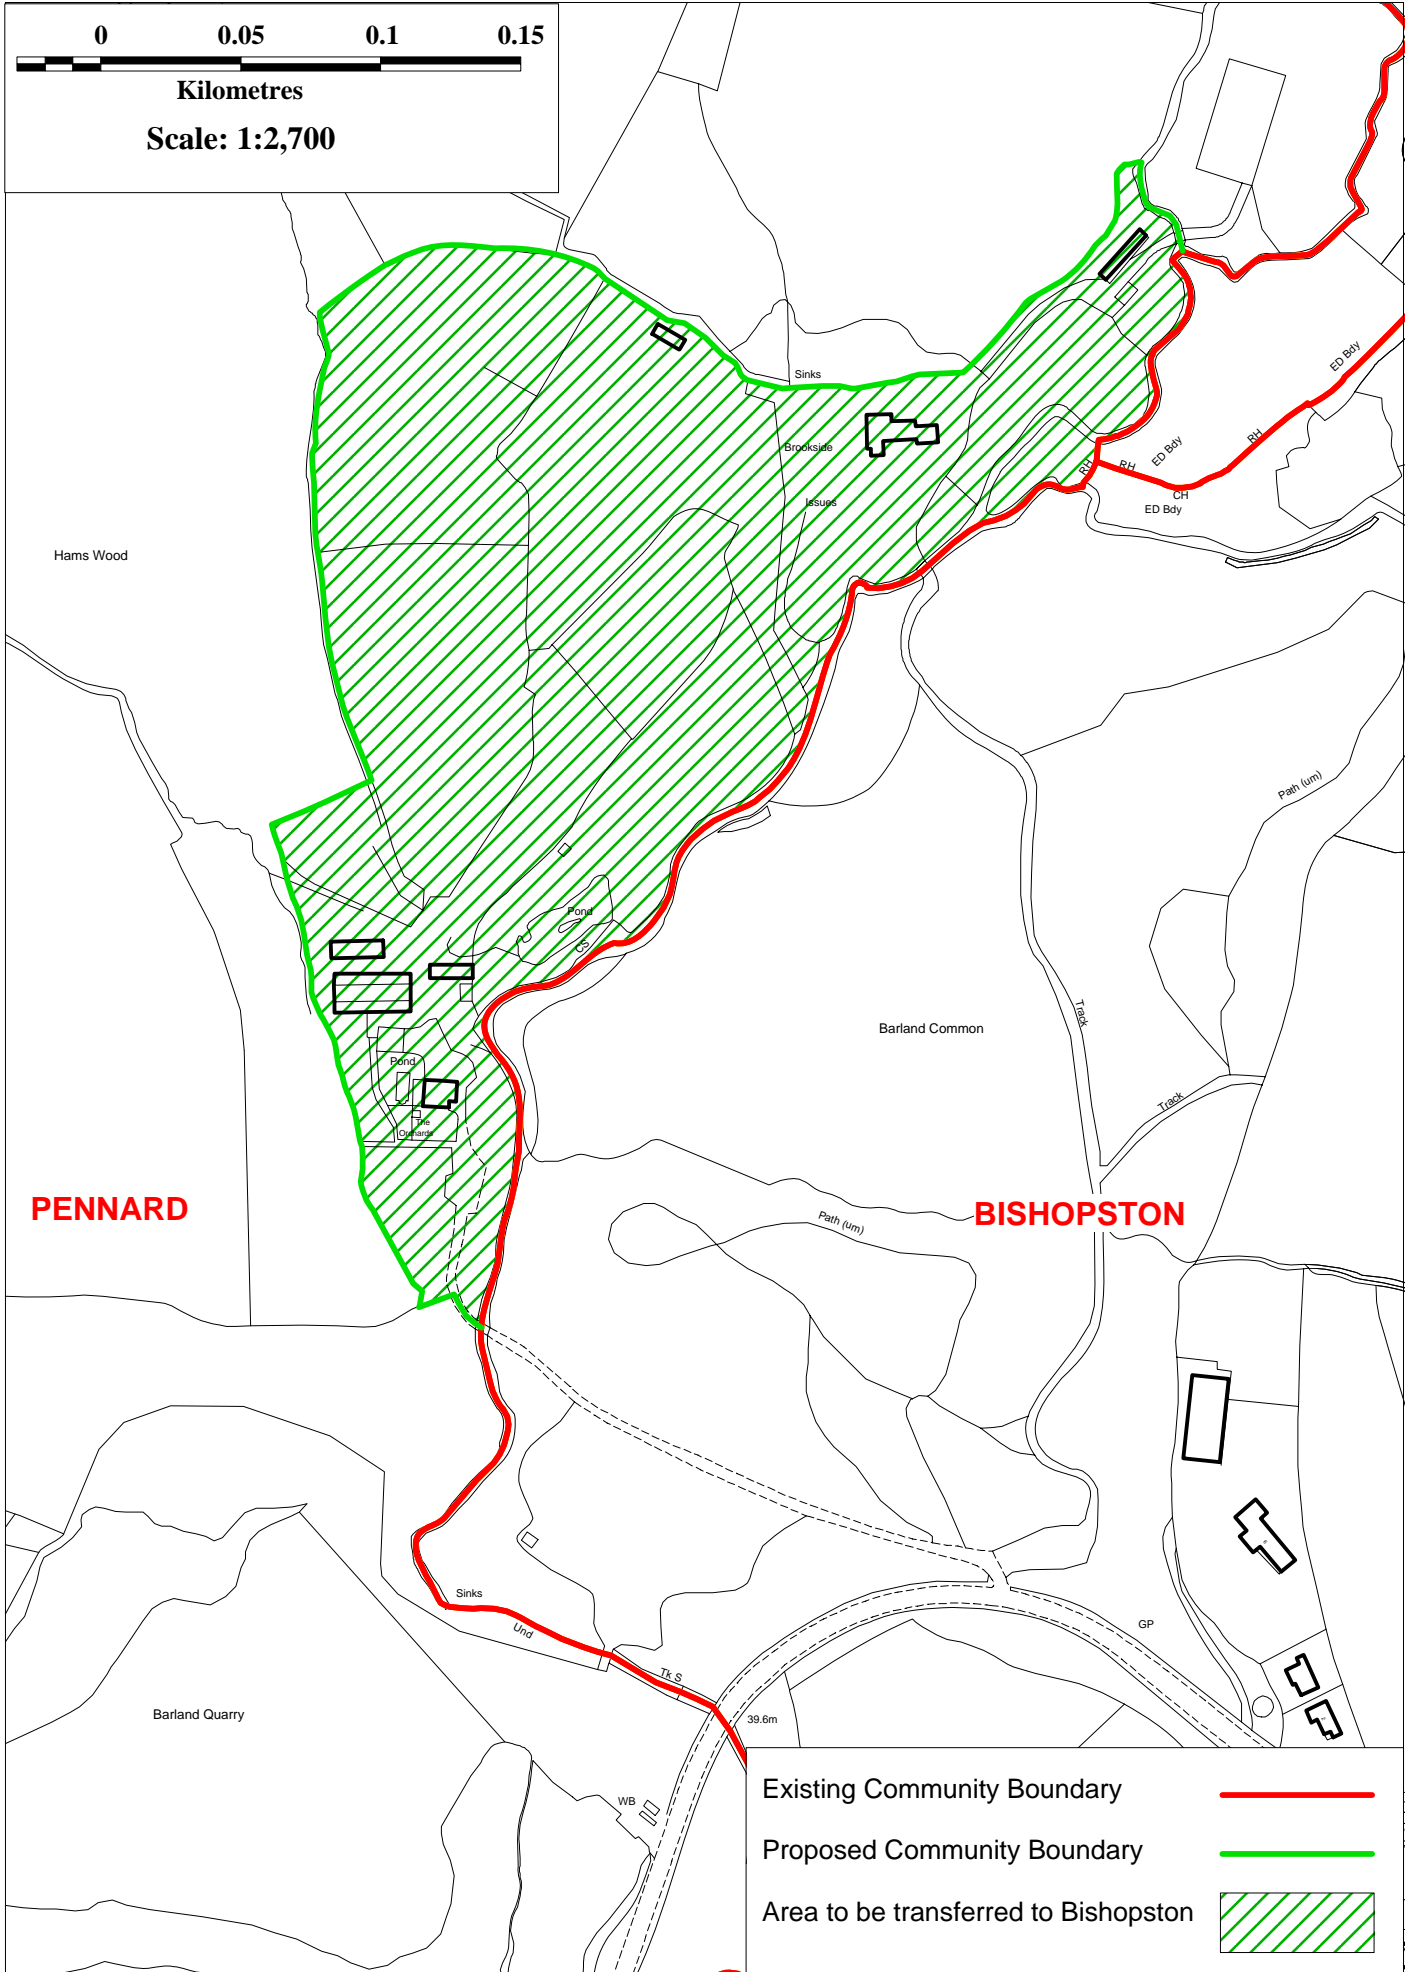 0 0.05 0.1 0.15
Kilometres
Scale: 1:2,700
Sinks
ED Bdy
Brookside
ED Bdy
RH
RH
RH
CH
ED Bdy
Issues
Hams Wood
Path (um)
Pond
CS
Track
Barland Common
Pond
Track
The
Orchards
PENNARD
BISHOPSTON
Path (um)
Sinks
Und
GP
Tk S
Barland Quarry
39.6m
WB
Existing Community Boundary
Proposed Community Boundary
Area to be transferred to Bishopston